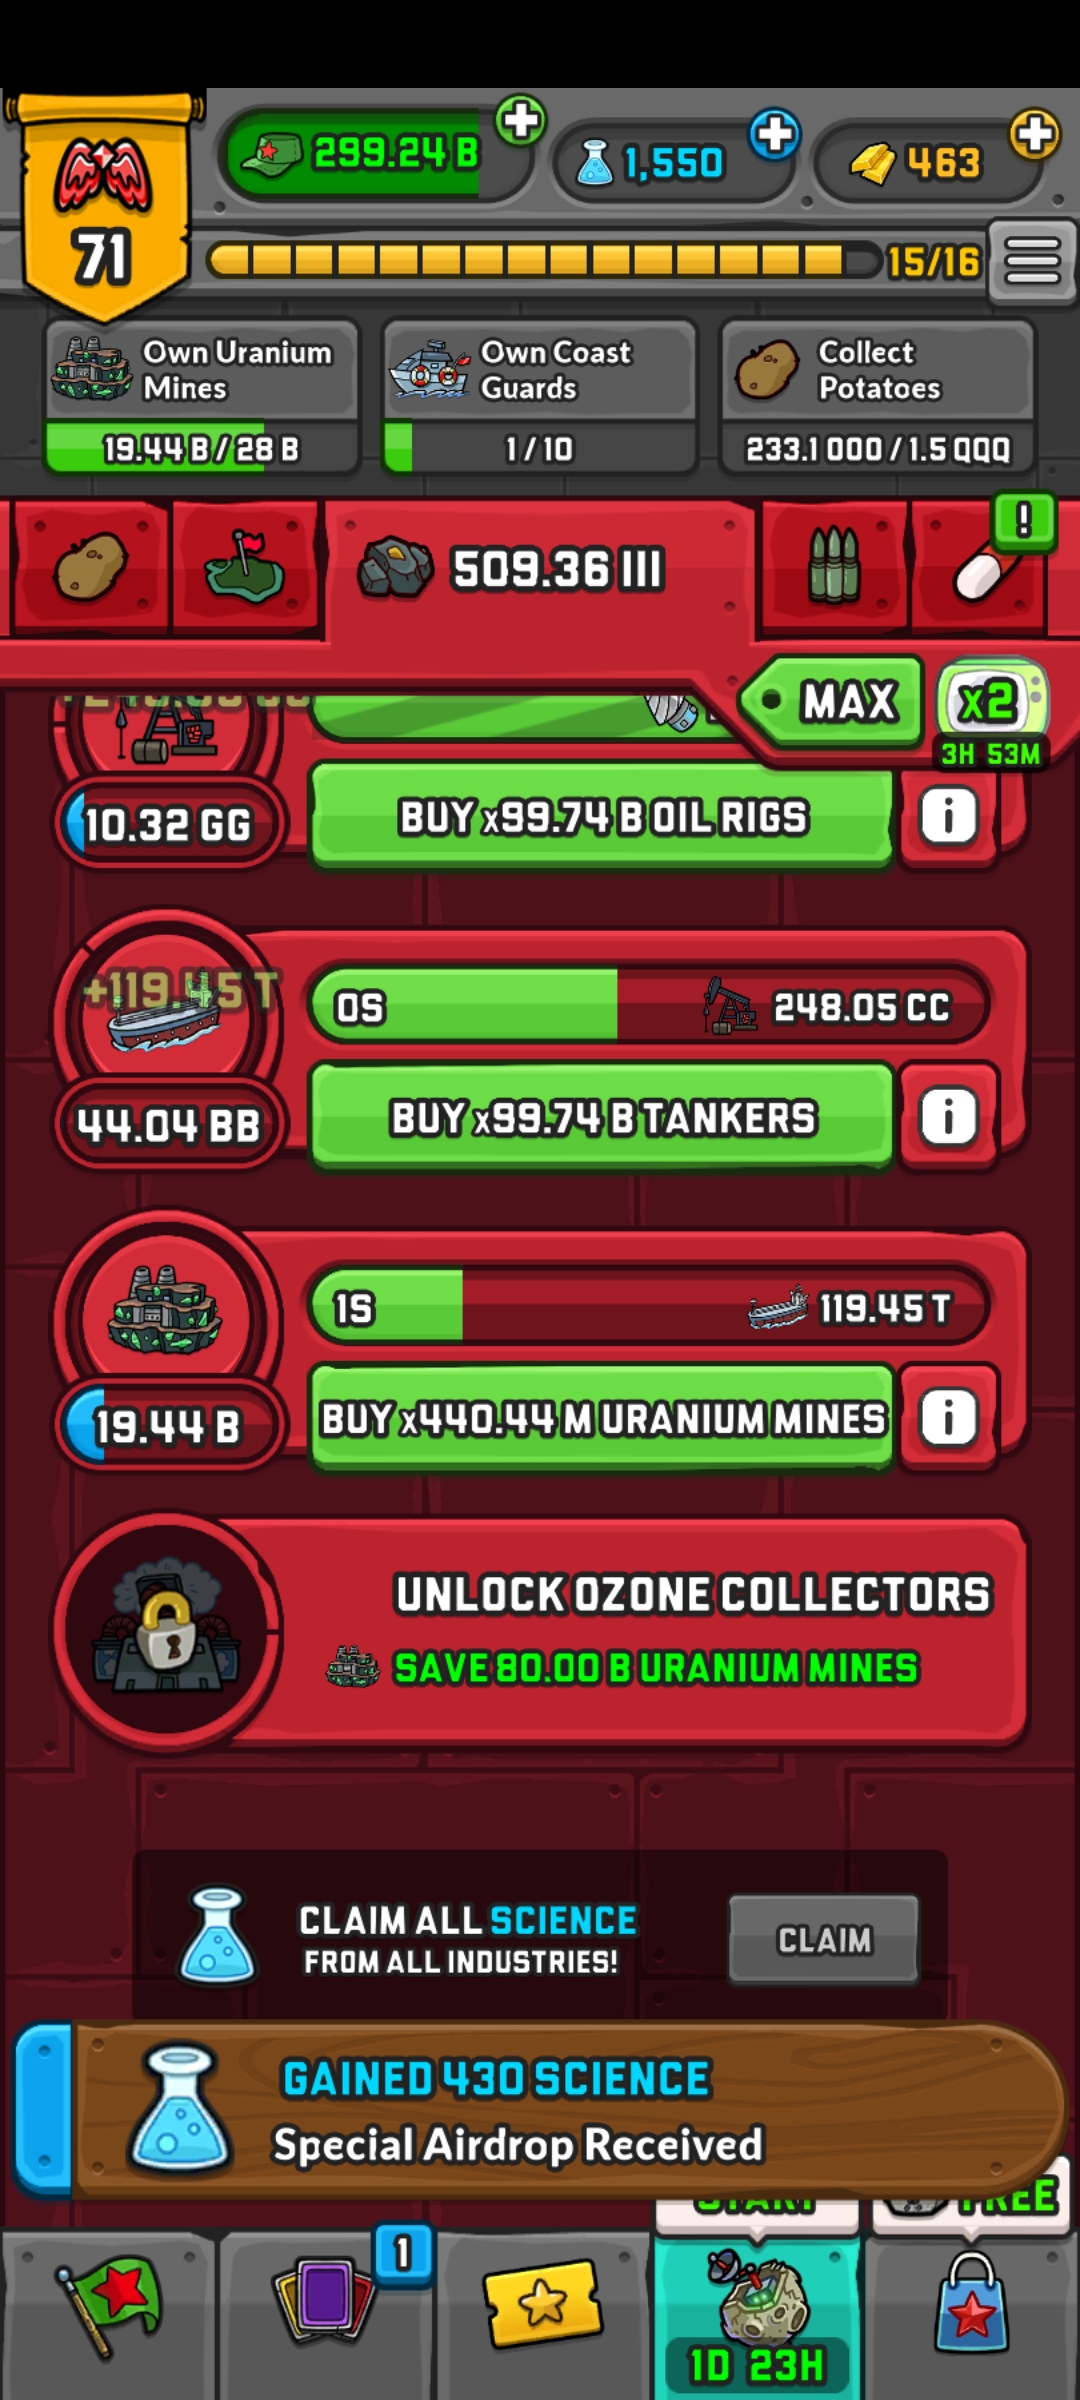 299.24 B
1,550
463
71
15/16
Own Uranium
Mines
19.44 B / 28 B
Own Coast
Guards
1 / 10
Collect
Potatoes
233.1 OOO / 1.5 QQQ
509.36 III
!
MAX
x2
3H 53M
10.32 GG
BUY x99.74 B OIL RIGS
i
+119.45 T
0S
248.05 CC
44.04 BB
BUY x99.74 B TANKERS
i
1S
119.45 T
19.44 B
BUY x440.44 M URANIUM MINES
i
UNLOCK OZONE COLLECTORS
SAVE 80.00 B URANIUM MINES
CLAIM ALL SCIENCE
FROM ALL INDUSTRIES!
CLAIM
GAINED 430 SCIENCE
Special Airdrop Received
START
FREE
1
1D 23H